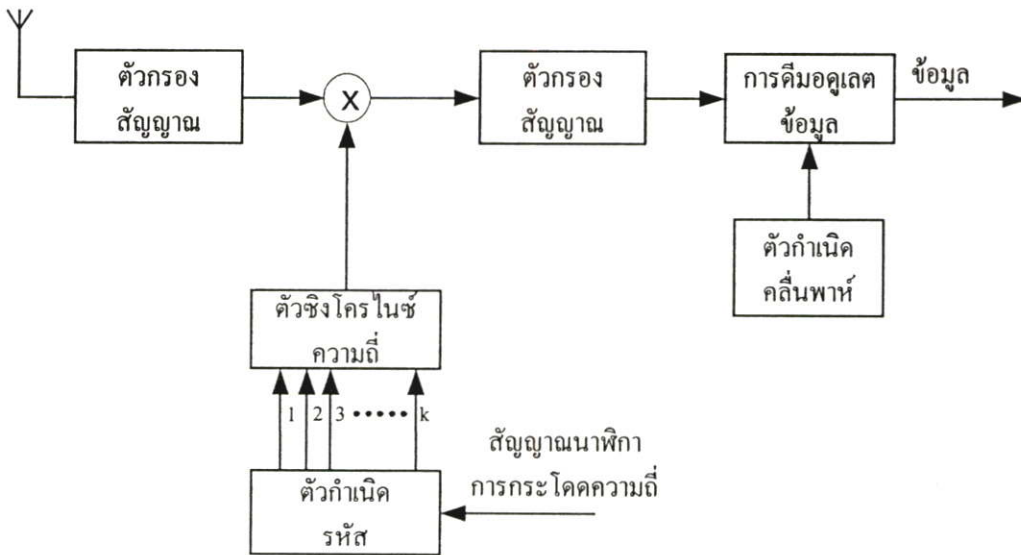 ตัวกรอง
สัญญาณ
X
ตัวกรอง
สัญญาณ
การดีมอดูเลต
ข้อมูล
ข้อมูล
ตัวกำเนิด
คลื่นพาห์
ตัวซิงโครไนซ์
ความถี่
1 2 3 ••••• k
สัญญาณนาฬิกา
การกระโดดความถี่
ตัวกำเนิด
รหัส